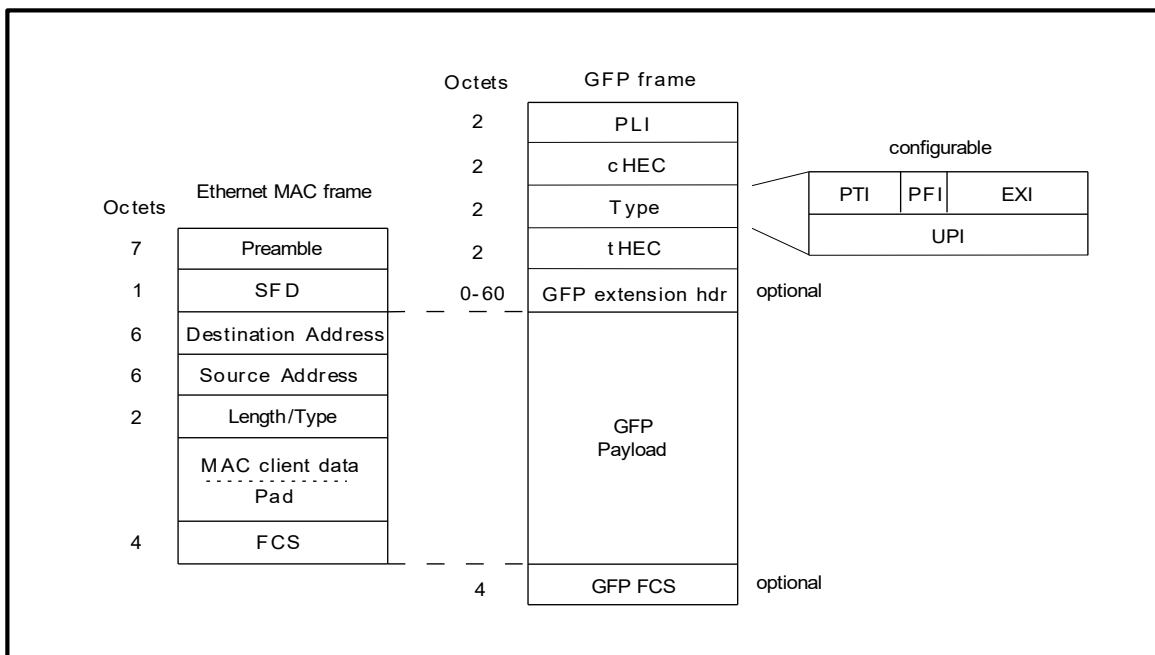 Octets
GFP frame
2
PLI
2
cHEC
2
Type
2
tHEC
0-60
GFP extension hdr
optional
GFP
Payload
4
GFP FCS
optional
configurable
PTI
PFI
EXI
UPI
Ethernet MAC frame
Octets
7
Preamble
1
SFD
6
Destination Address
6
Source Address
2
Length/Type
MAC client data
Pad
4
FCS